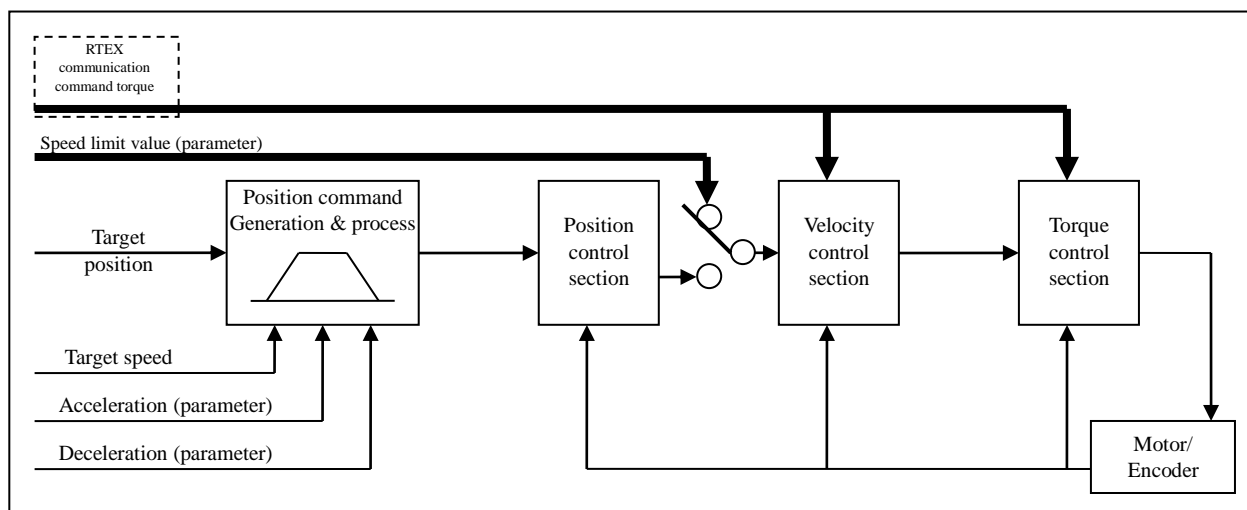 RTEX
communication
command torque
Speed limit value (parameter)
Position command
Generation & process
Position
control
section
Velocity
control
section
Torque
control
section
Target
position
Target speed
Acceleration (parameter)
Deceleration (parameter)
Motor/
Encoder